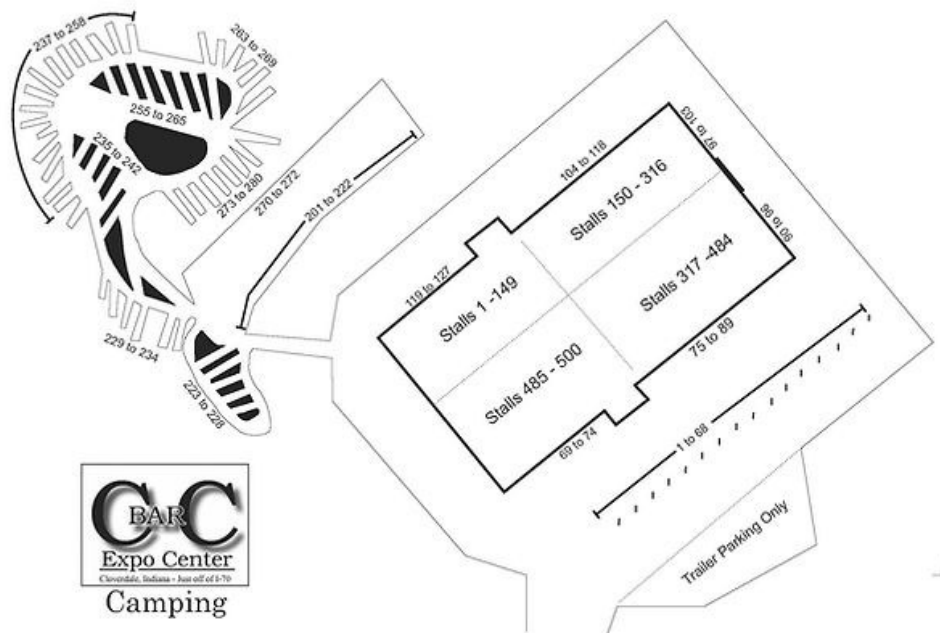 237 to 258
263 to 269
255 to 265
235 to 242
273 to 280
270 to 272
201 to 222
229 to 234
223 to 228
104 to 118
97 to 103
90 to 96
119 to 127
Stalls 150 - 316
Stalls 1 -149
Stalls 317 -484
Stalls 485 - 500
75 to 89
69 to 74
1 to 68
Trailer Parking Only
C BAR C
Expo Center
Cloverdale, Indiana - Just off of I-70
Camping